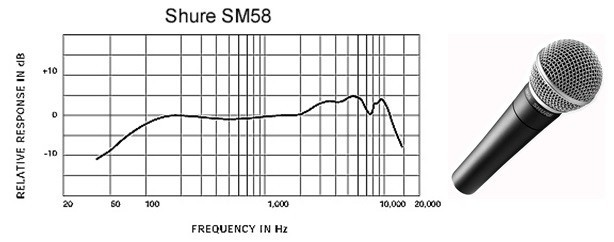 Shure SM58
RELATIVE RESPONSE IN dB
+10
0
-10
20 50 100 1,000 10,000 20,000
FREQUENCY IN Hz